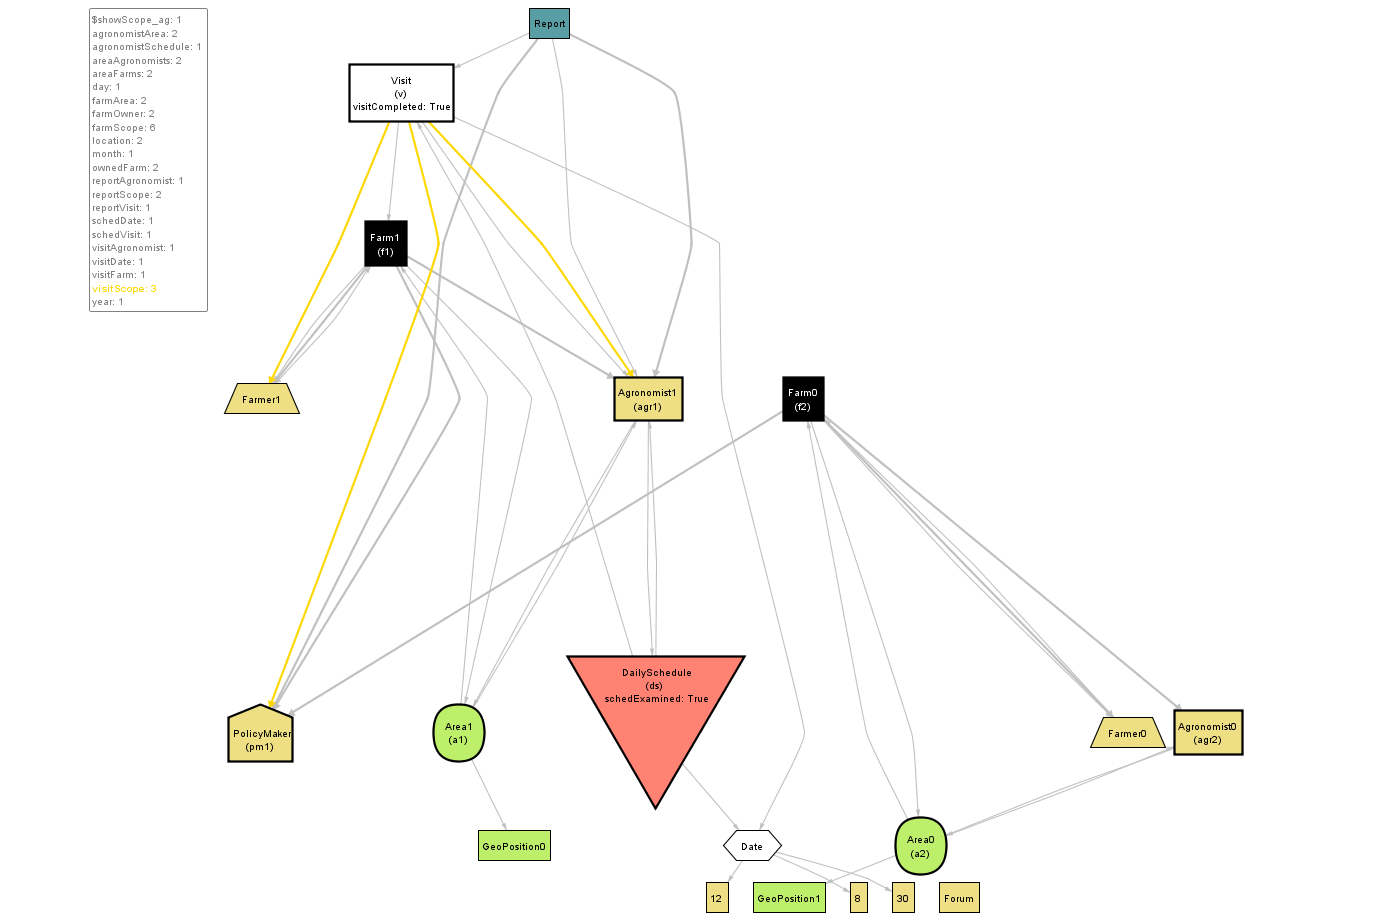 $showScope_ag: 1
agronomistArea: 2
agronomistSchedule: 1
areaAgronomists: 2
areaFarms: 2
day: 1
farmArea: 2
farmOwner: 2
farmScope: 6
location: 2
month: 1
ownedFarm: 2
reportAgronomist: 1
reportScope: 2
reportVisit: 1
schedDate: 1
schedVisit: 1
visitAgronomist: 1
visitDate: 1
visitFarm: 1
visitScope: 3
year: 1
Report
Visit
(v)
visitCompleted: True
Farm1
(f1)
Farmer1
Agronomist1
(agr1)
Farm0
(f2)
PolicyMaker
(pm1)
Area1
(a1)
DailySchedule
(ds)
schedExamined: True
Farmer0
Agronomist0
(agr2)
GeoPosition0
Date
Area0
(a2)
12
GeoPosition1
8
30
Forum